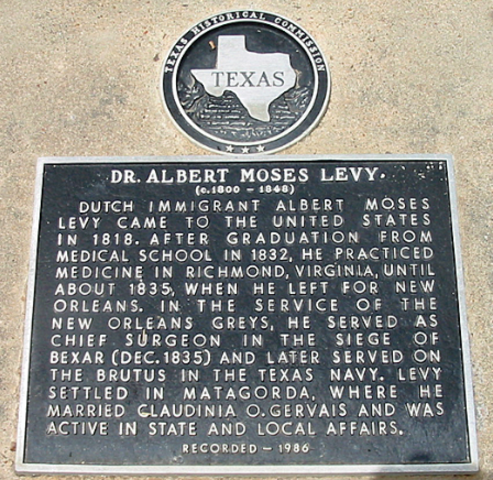 TEXAS HISTORICAL COMMISSION
TEXAS
DR. ALBERT MOSES LEVY.
(c.1800 - 1848)
DUTCH IMMIGRANT ALBERT MOSES
LEVY CAME TO THE UNITED STATES
IN 1818. AFTER GRADUATION FROM
MEDICAL SCHOOL IN 1832, HE PRACTICED
MEDICINE IN RICHMOND, VIRGINIA, UNTIL
ABOUT 1835, WHEN HE LEFT FOR NEW
ORLEANS. IN THE SERVICE OF THE
NEW ORLEANS GREYS, HE SERVED AS
CHIEF SURGEON IN THE SIEGE OF
BEXAR (DEC. 1835) AND LATER SERVED ON
THE BRUTUS IN THE TEXAS NAVY. LEVY
SETTLED IN MATAGORDA, WHERE HE
MARRIED CLAUDINIA O. GERVAIS AND WAS
ACTIVE IN STATE AND LOCAL AFFAIRS.
RECORDED - 1986